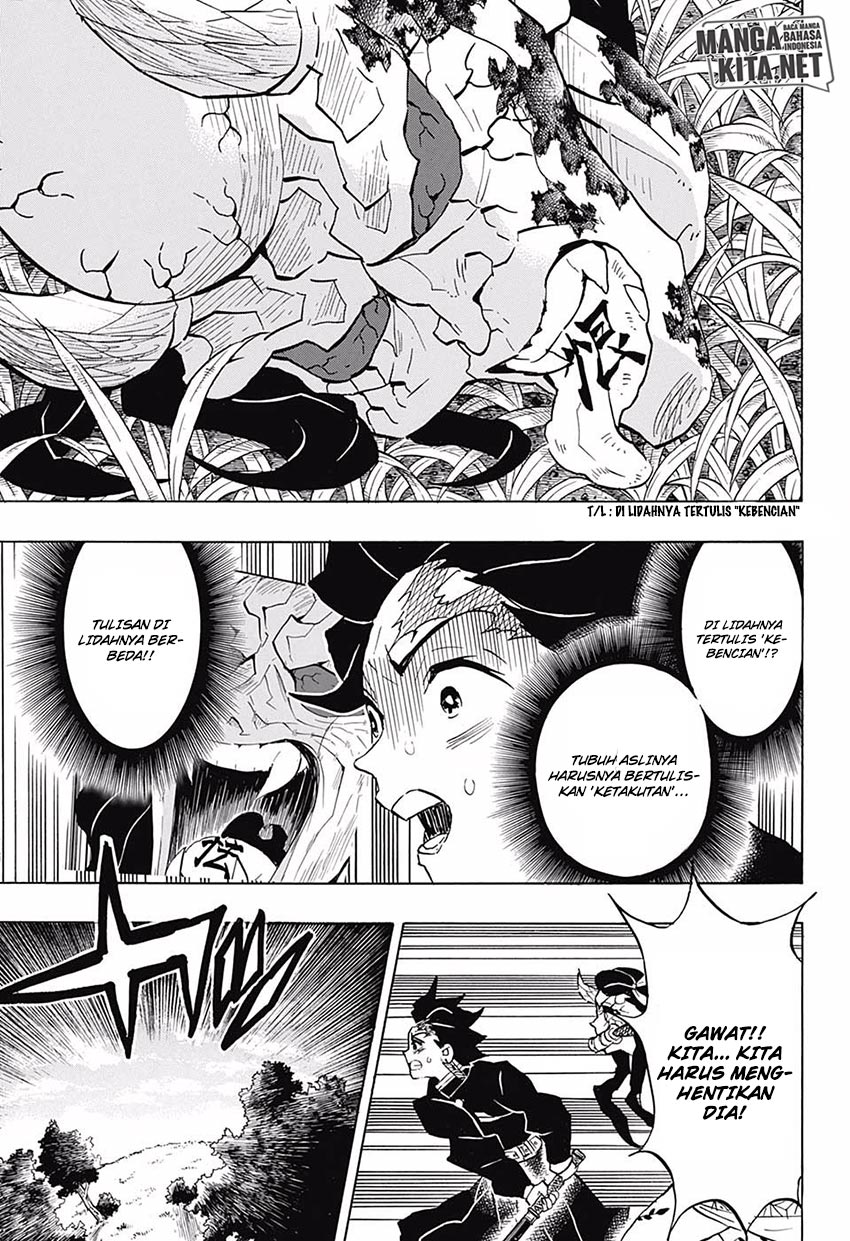 MANGA
KITA.NET
BACA MANGA
BAHASA
INDONESIA
恨
T/L : DI LIDAHNYA TERTULIS "KEBENCIAN"
DI LIDAHNYA
TERTULIS 'KE-
BENCIAN'!?
TUBUH ASLINYA
HARUSNYA BERTULIS-
KAN 'KETAKUTAN'...
TULISAN DI
LIDAHNYA BER-
BEDA!!
GAWAT!!
KITA... KITA
HARUS MENG-
HENTIKAN
DIA!